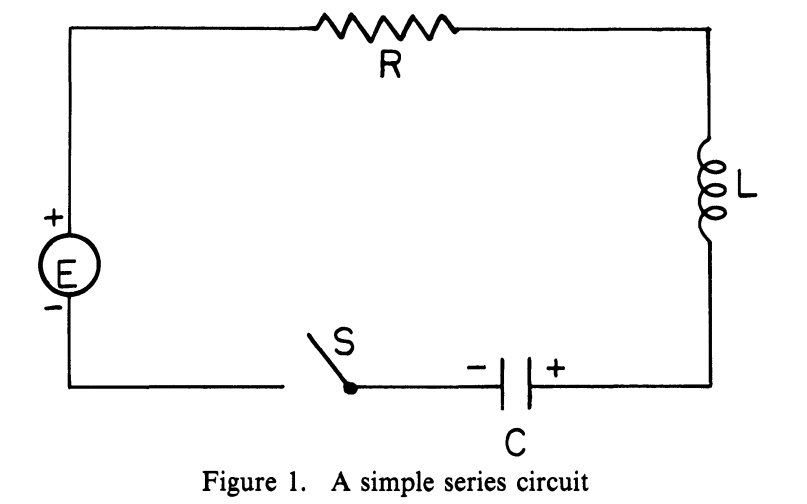 R
L
+
E
-
S
- +
C
Figure 1. A simple series circuit